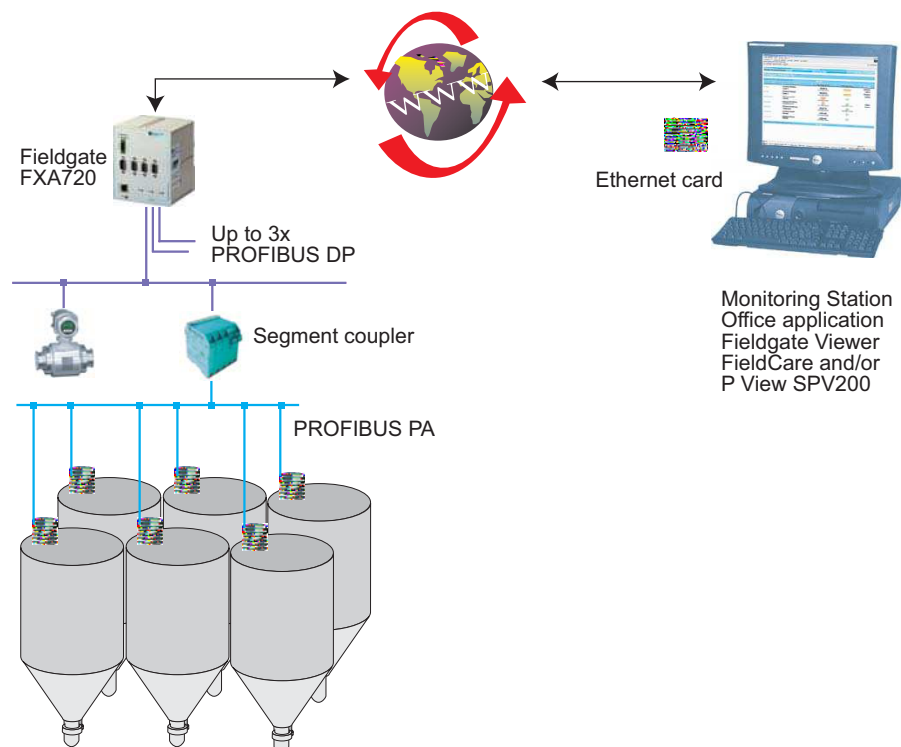 WWW
Fieldgate
FXA720
Ethernet card
Up to 3x
PROFIBUS DP
Segment coupler
Monitoring Station
Office application
Fieldgate Viewer
FieldCare and/or
P View SPV200
PROFIBUS PA